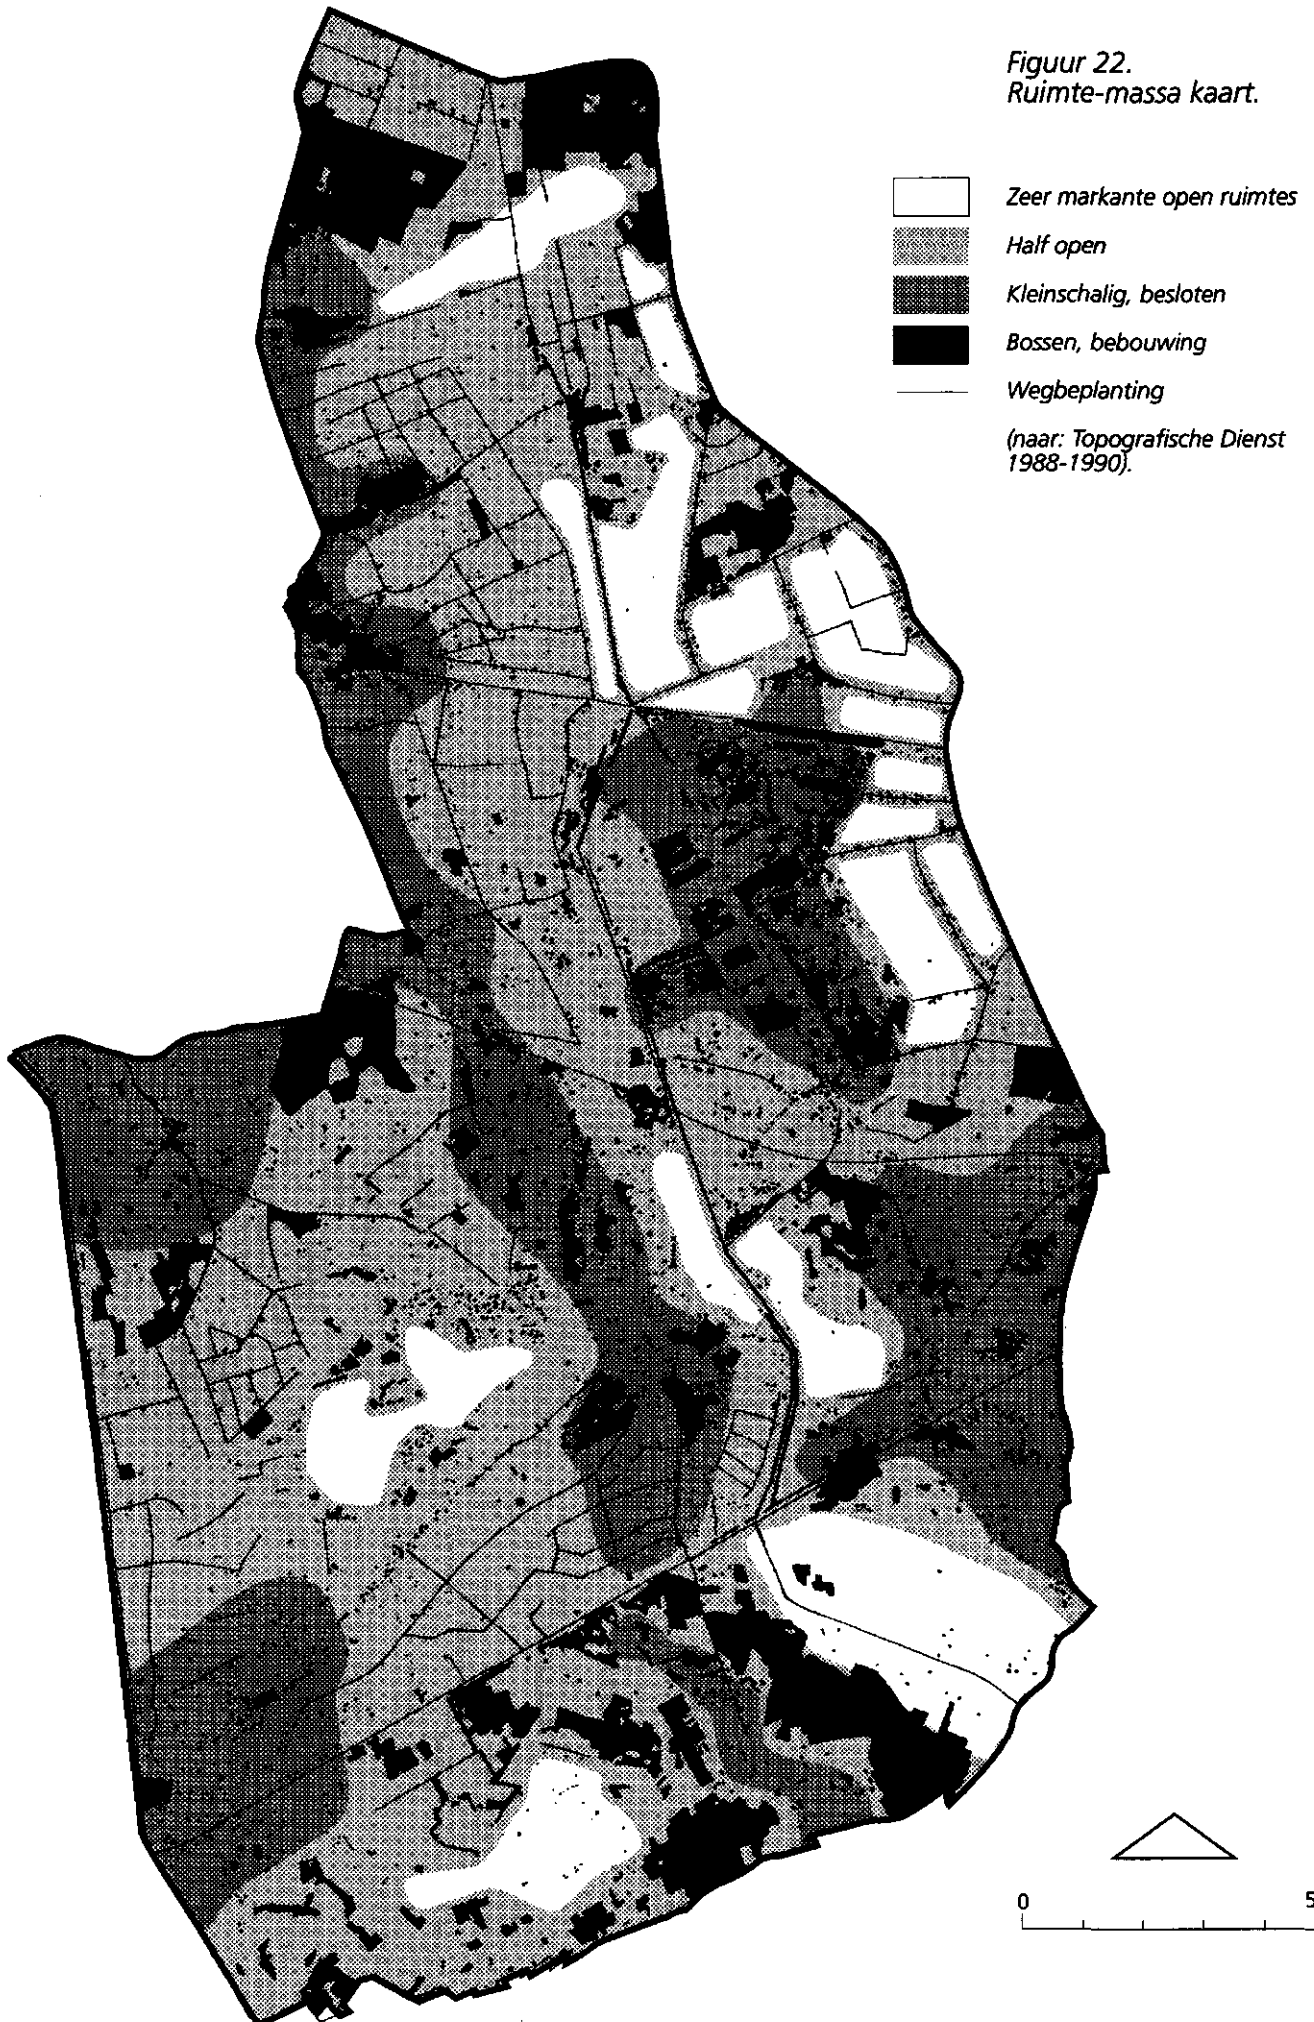 Figuur 22.
Ruimte-massa kaart.
Zeer markante open ruimtes
Half open
Kleinschalig, besloten
Bossen, bebouwing
Wegbeplanting
(naar: Topografische Dienst
1988-1990).
0 5